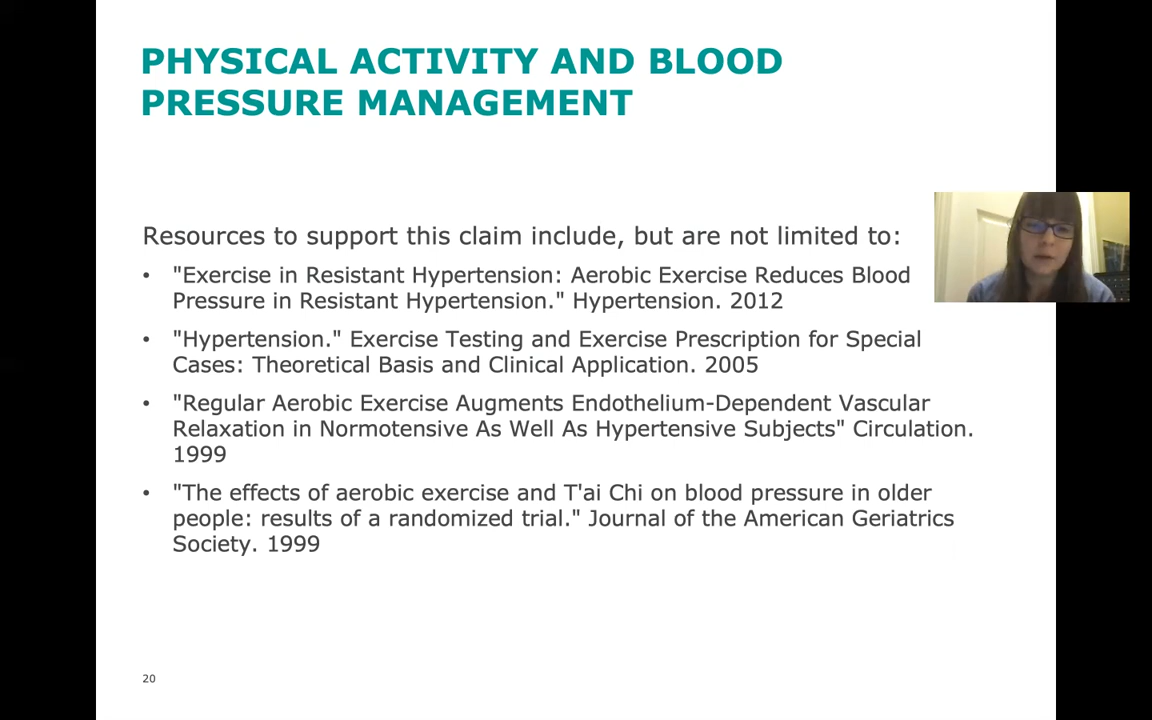 PHYSICAL ACTIVITY AND BLOOD
PRESSURE MANAGEMENT
Resources to support this claim include, but are not limited to:
• "Exercise in Resistant Hypertension: Aerobic Exercise Reduces Blood
Pressure in Resistant Hypertension." Hypertension. 2012
• "Hypertension." Exercise Testing and Exercise Prescription for Special
Cases: Theoretical Basis and Clinical Application. 2005
• "Regular Aerobic Exercise Augments Endothelium-Dependent Vascular
Relaxation in Normotensive As Well As Hypertensive Subjects" Circulation.
1999
• "The effects of aerobic exercise and T'ai Chi on blood pressure in older
people: results of a randomized trial." Journal of the American Geriatrics
Society. 1999
20